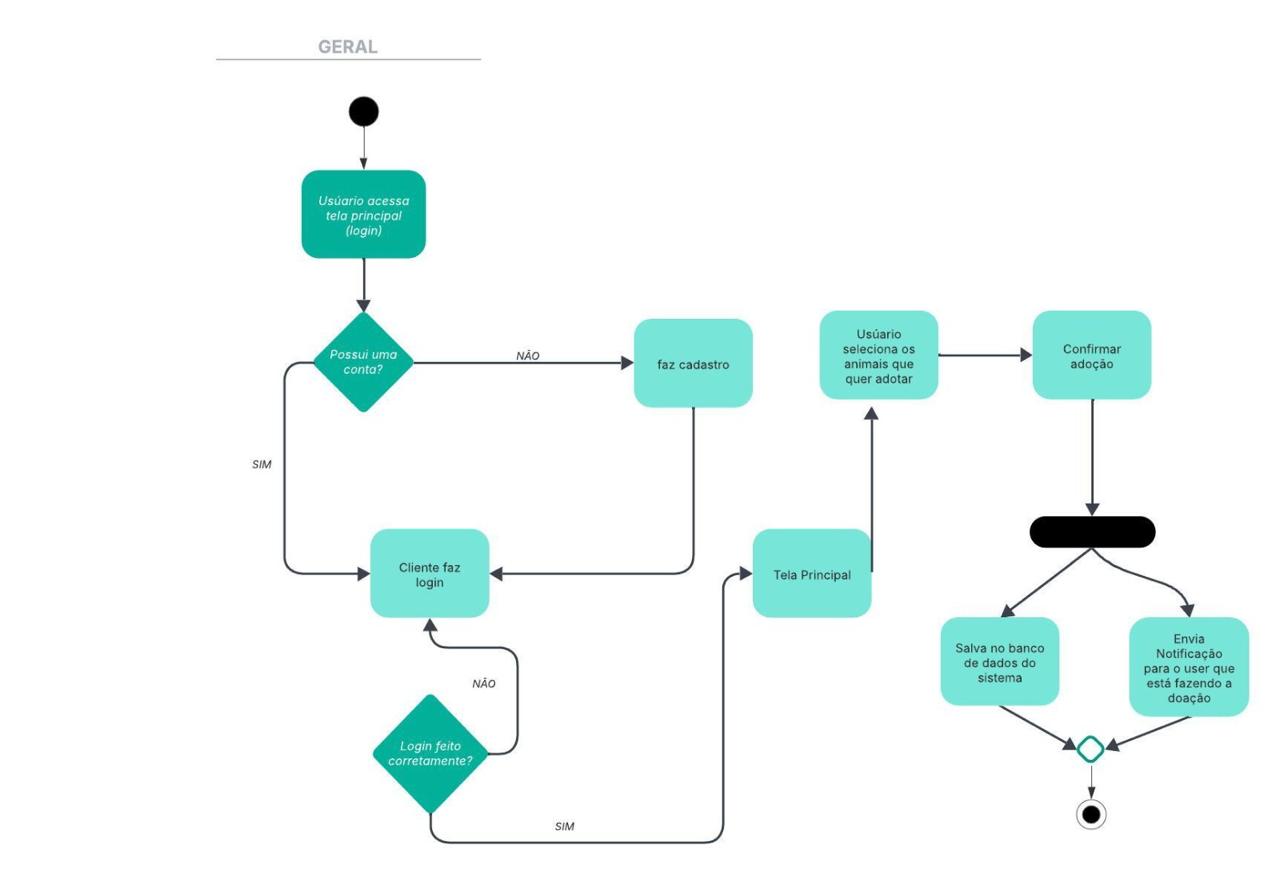 GERAL
Usúario acessa
tela principal
(login)
Possui uma
conta?
NÃO
faz cadastro
Usúario
seleciona os
animais que
quer adotar
Confirmar
adoção
SIM
Cliente faz
login
Tela Principal
Salva no banco
de dados do
sistema
Envia
Notificação
para o user que
está fazendo a
doação
NÃO
Login feito
corretamente?
SIM